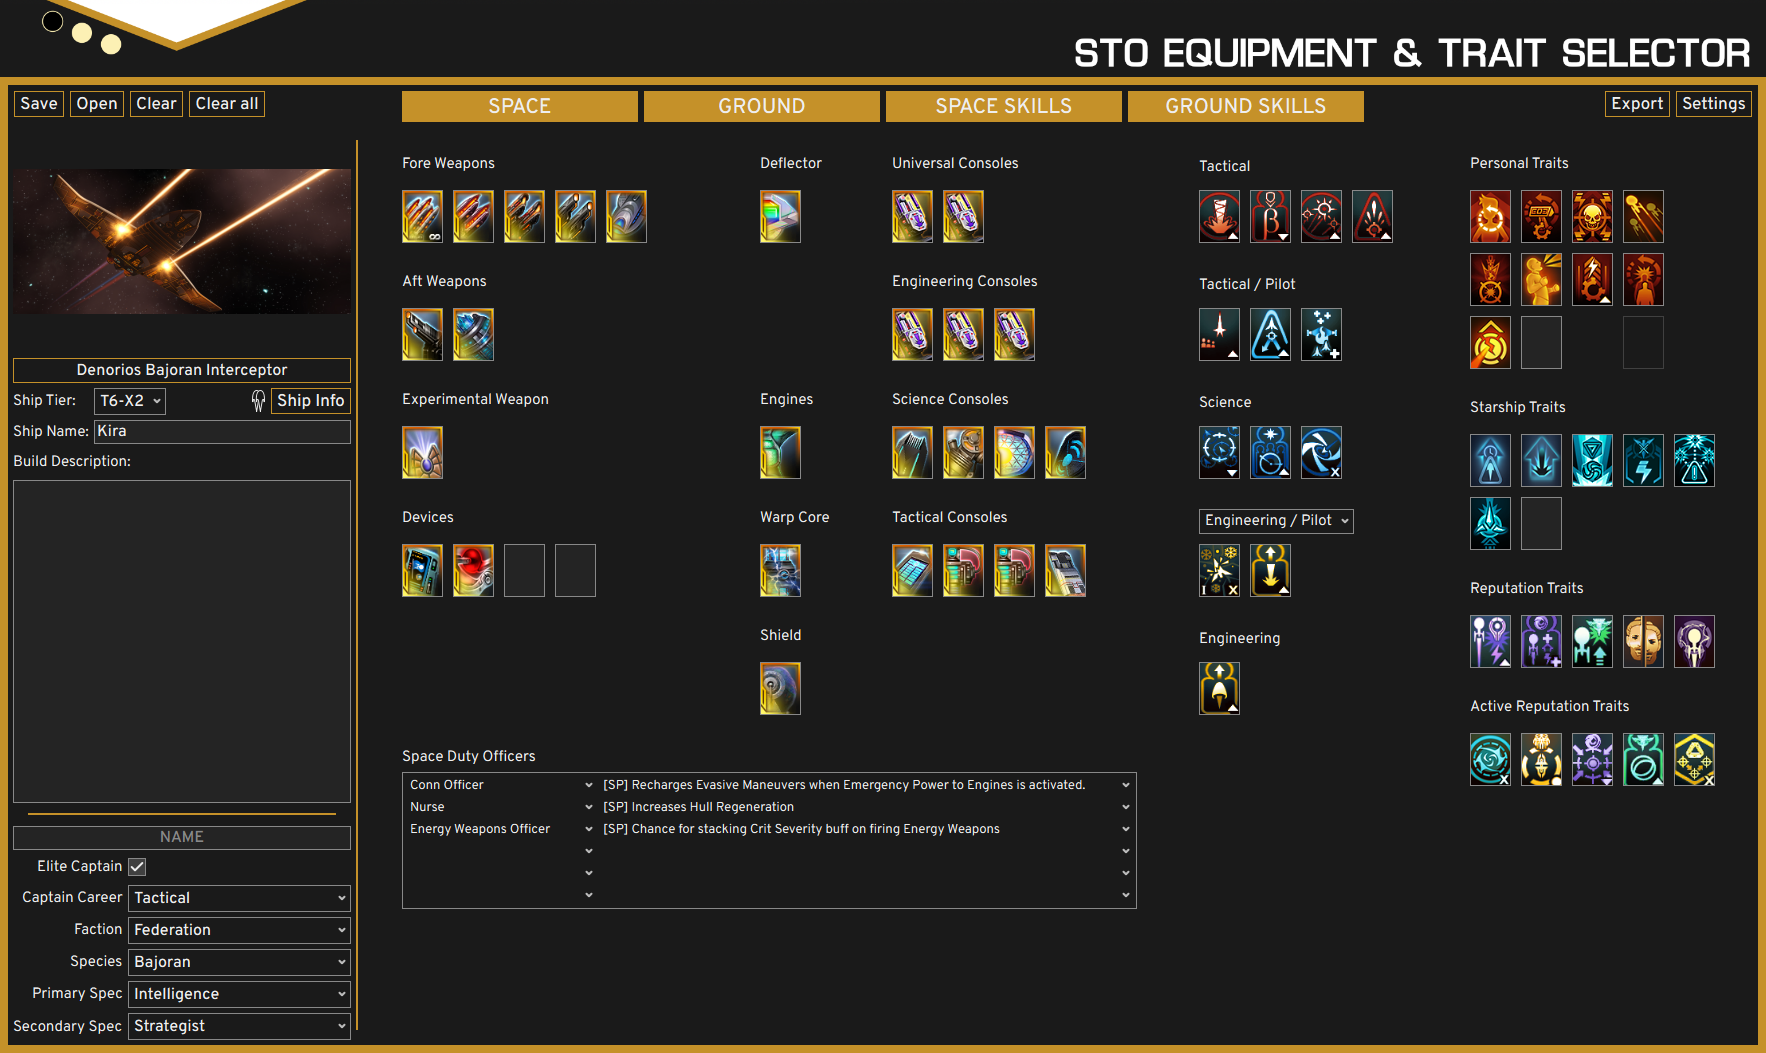 STO EQUIPMENT & TRAIT SELECTOR
Save Open Clear Clear all
SPACE GROUND SPACE SKILLS GROUND SKILLS
Export Settings
Denorios Bajoran Interceptor
Ship Tier: T6-X2 Ship Info
Ship Name: Kira
Build Description:
NAME
Elite Captain
Captain Career Tactical
Faction Federation
Species Bajoran
Primary Spec Intelligence
Secondary Spec Strategist
Fore Weapons
Aft Weapons
Experimental Weapon
Devices
Deflector
Engines
Warp Core
Shield
Universal Consoles
Engineering Consoles
Science Consoles
Tactical Consoles
Tactical
Tactical / Pilot
Science
Engineering / Pilot
Engineering
Personal Traits
Starship Traits
Reputation Traits
Active Reputation Traits
Space Duty Officers
Conn Officer [SP] Recharges Evasive Maneuvers when Emergency Power to Engines is activated.
Nurse [SP] Increases Hull Regeneration
Energy Weapons Officer [SP] Chance for stacking Crit Severity buff on firing Energy Weapons